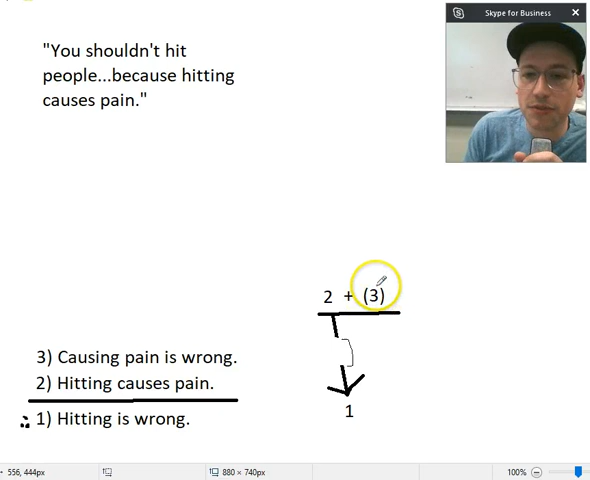 Skype for Business
"You shouldn't hit
people...because hitting
causes pain."
2 + (3)
1
3) Causing pain is wrong.
2) Hitting causes pain.
1) Hitting is wrong.
556, 444px
880 × 740px
100%